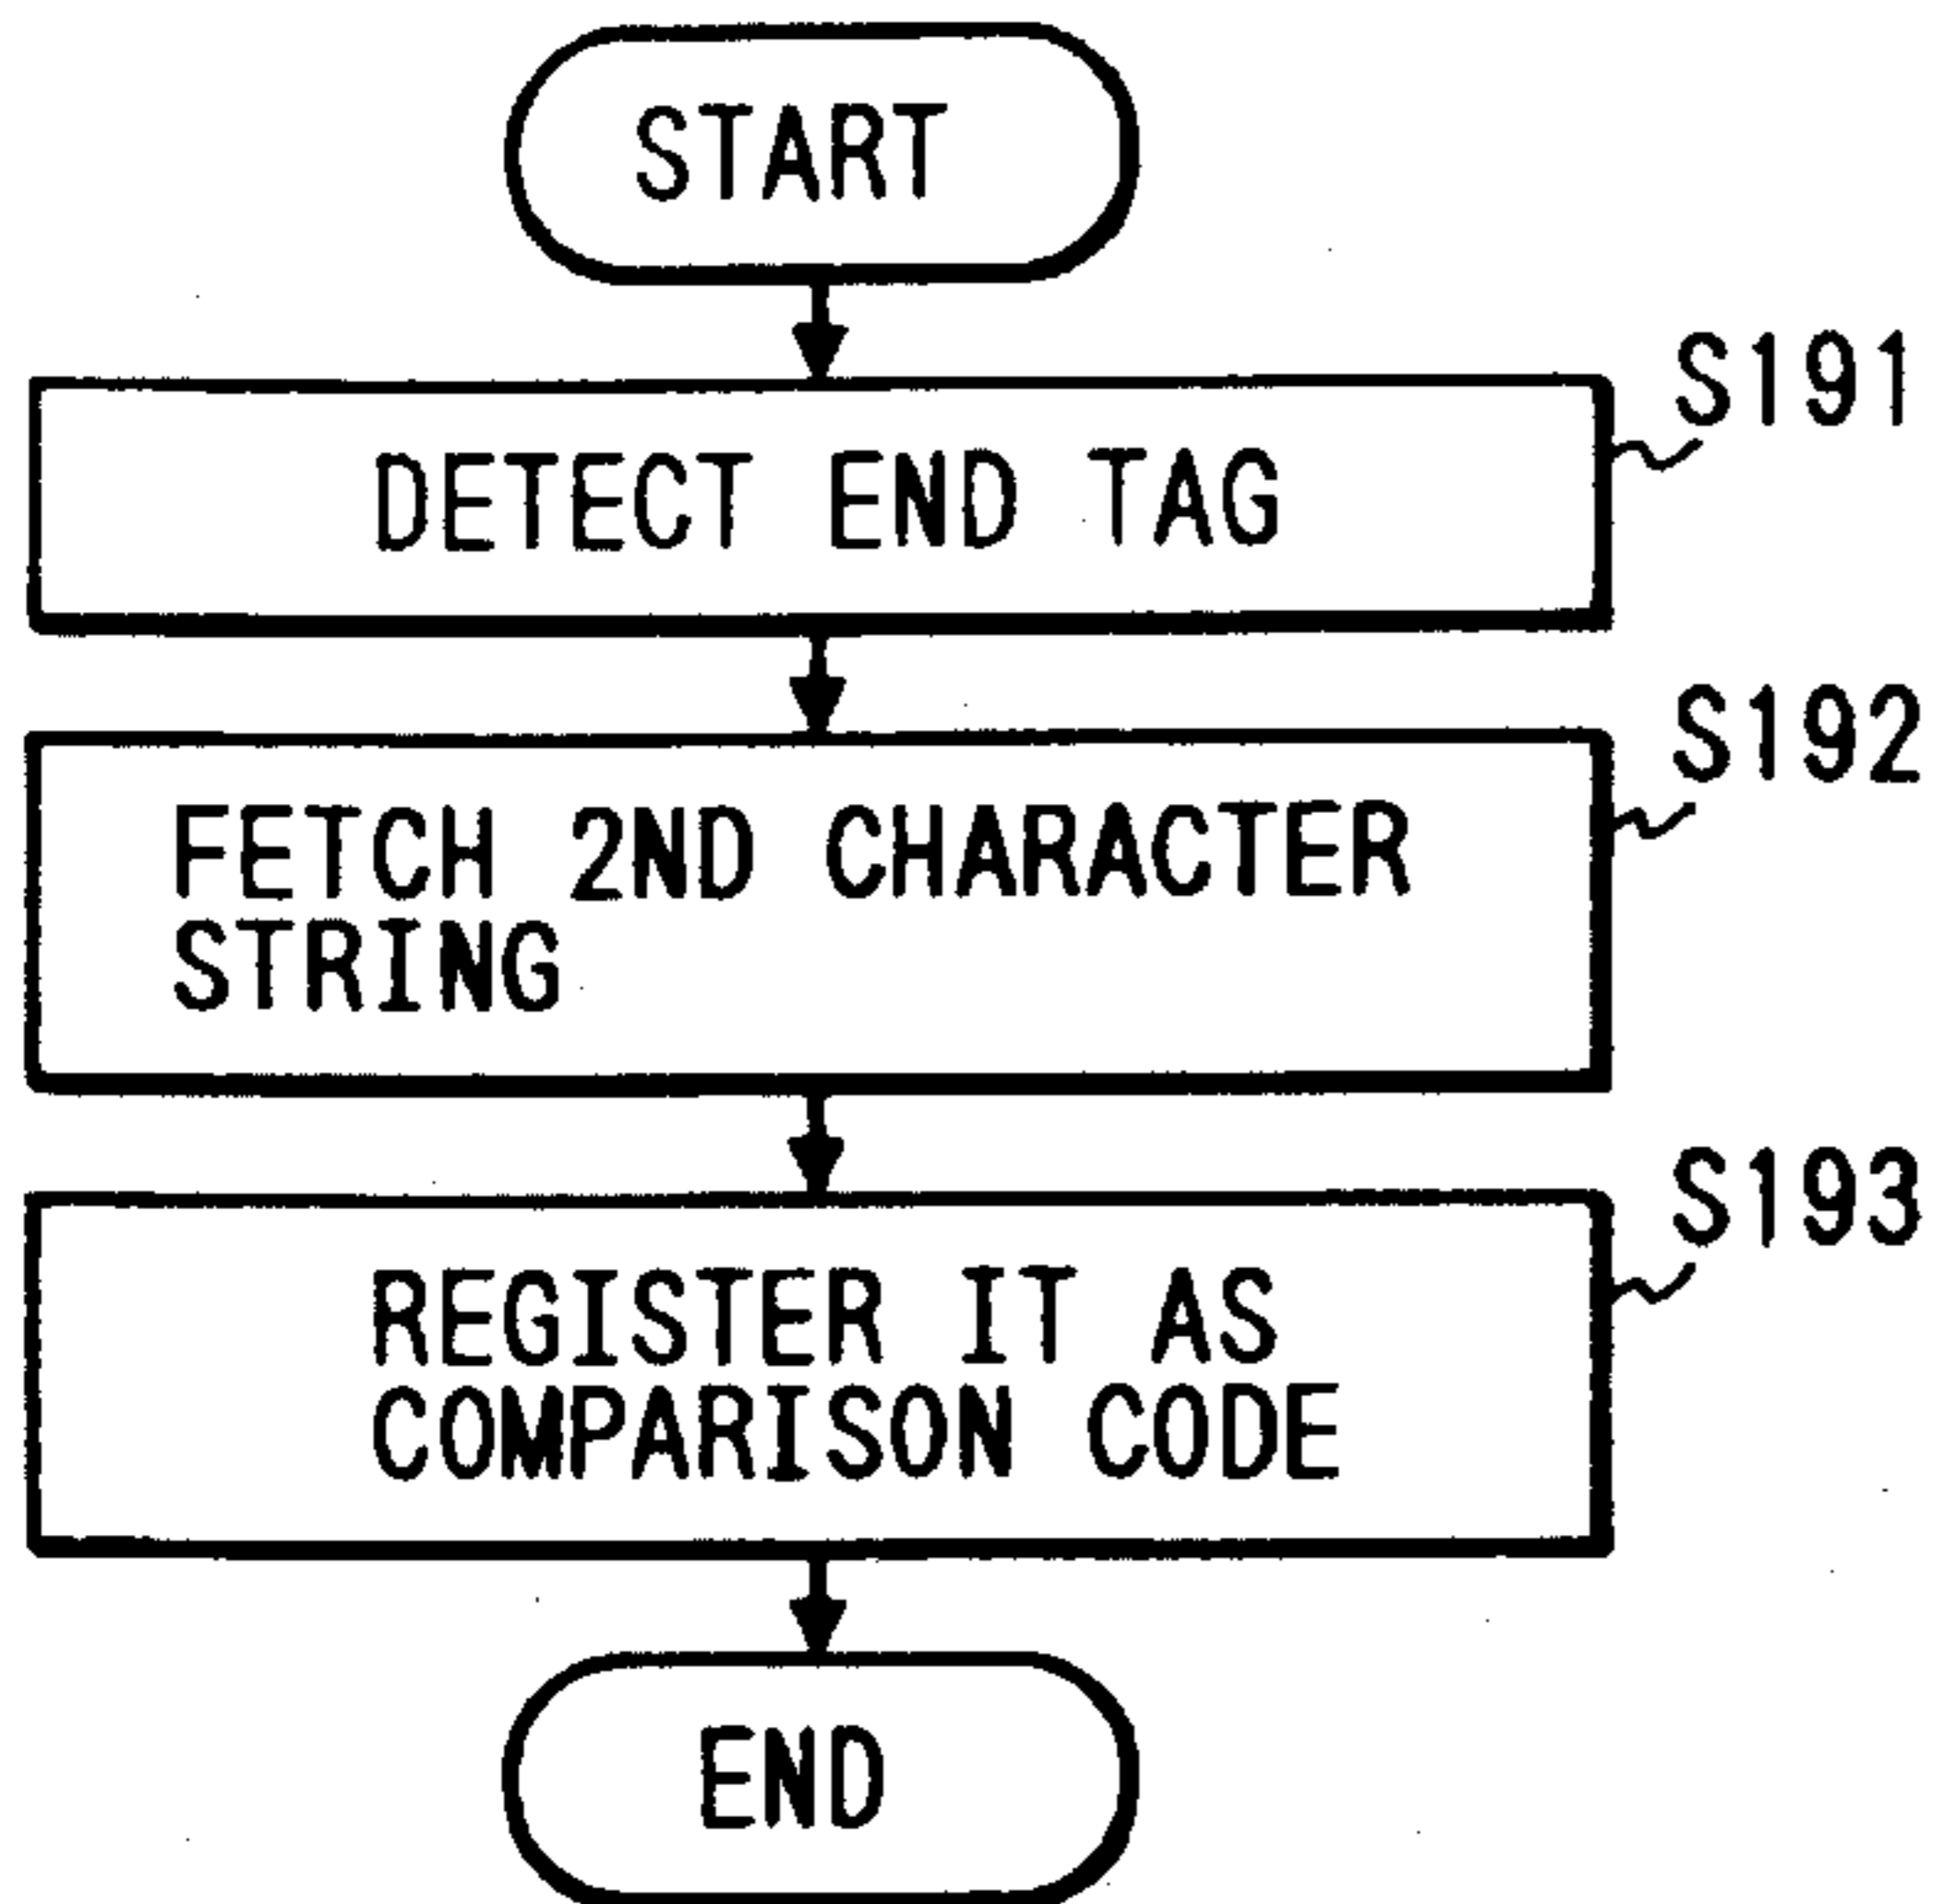 START
S191
DETECT END TAG
S192
FETCH 2ND CHARACTER
STRING
S193
REGISTER IT AS
COMPARISON CODE
END